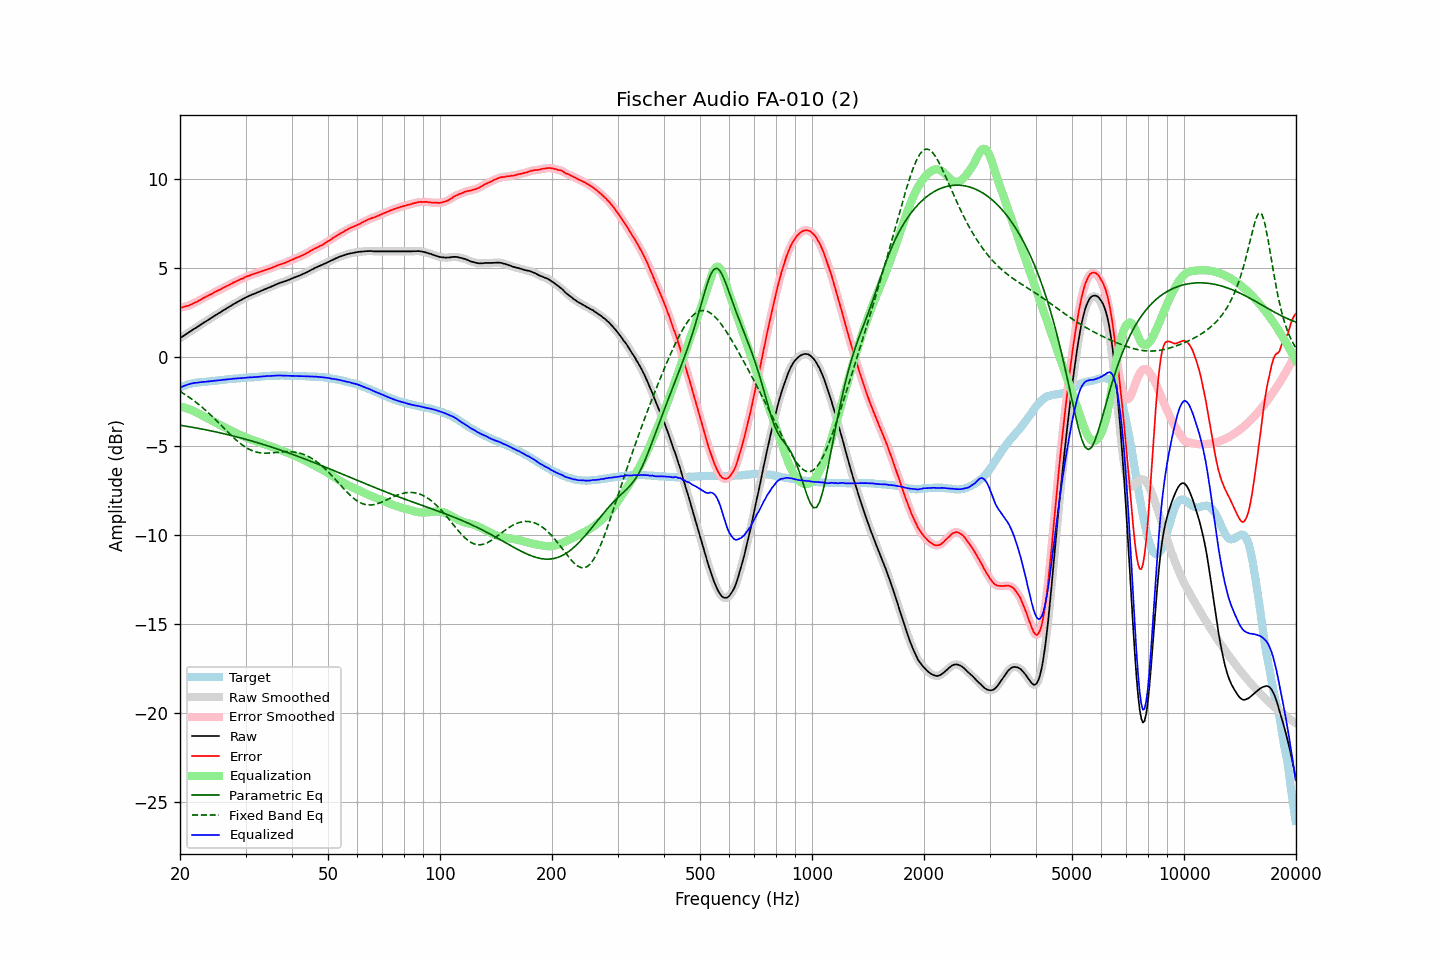 Fischer Audio FA-010 (2)
Amplitude (dBr)
10
5
0
−5
−10
−15
−20
−25
Target
Raw Smoothed
Error Smoothed
Raw
Error
Equalization
Parametric Eq
Fixed Band Eq
Equalized
20 50 100 200 500 1000 2000 5000 10000 20000
Frequency (Hz)